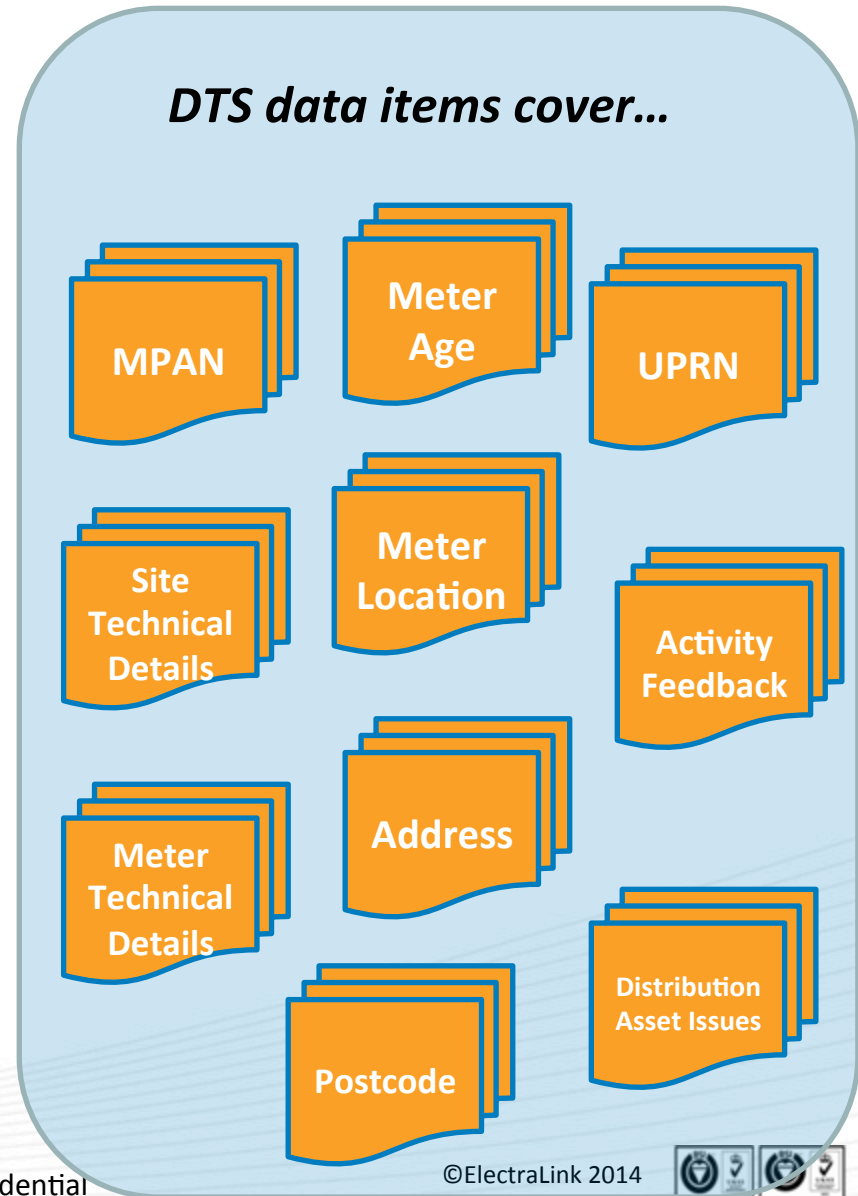 DTS data items cover…
MPAN
Meter
Age
UPRN
Site
Technical
Details
Meter
Location
Activity
Feedback
Meter
Technical
Details
Address
Distribution
Asset Issues
Postcode
©ElectraLink 2014
dential